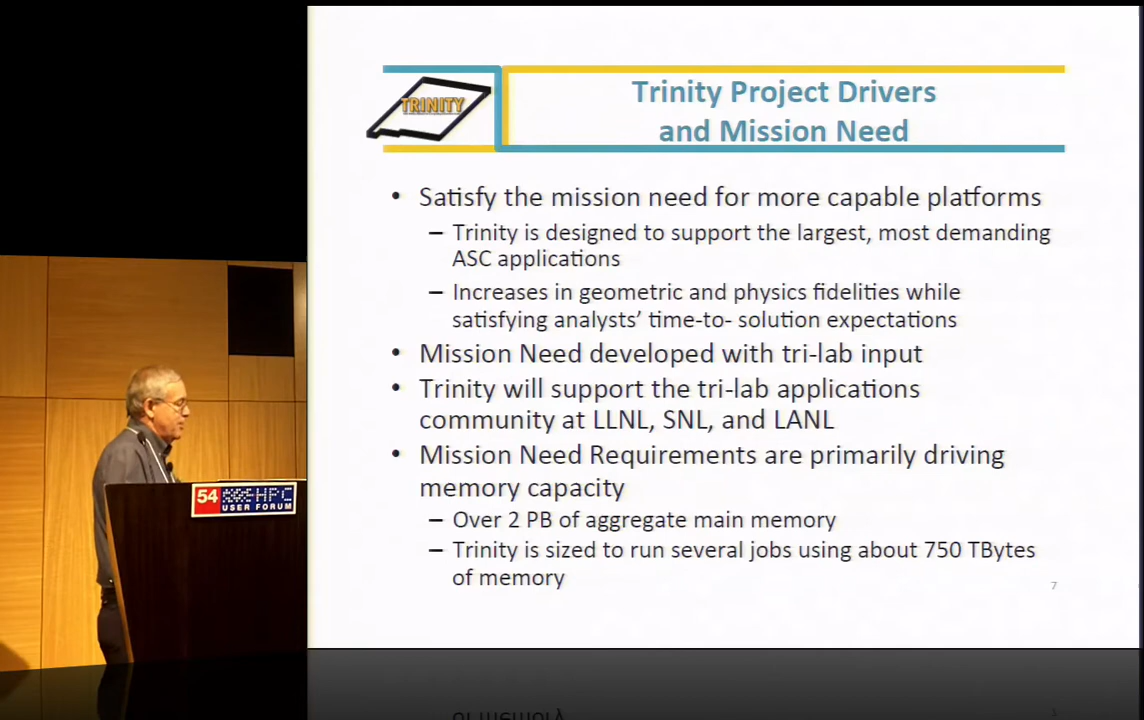 TRINITY
Trinity Project Drivers
and Mission Need
• Satisfy the mission need for more capable platforms
– Trinity is designed to support the largest, most demanding
ASC applications
– Increases in geometric and physics fidelities while
satisfying analysts’ time-to- solution expectations
• Mission Need developed with tri-lab input
• Trinity will support the tri-lab applications
community at LLNL, SNL, and LANL
• Mission Need Requirements are primarily driving
memory capacity
– Over 2 PB of aggregate main memory
– Trinity is sized to run several jobs using about 750 TBytes
of memory
7
54 HPC
USER FORUM